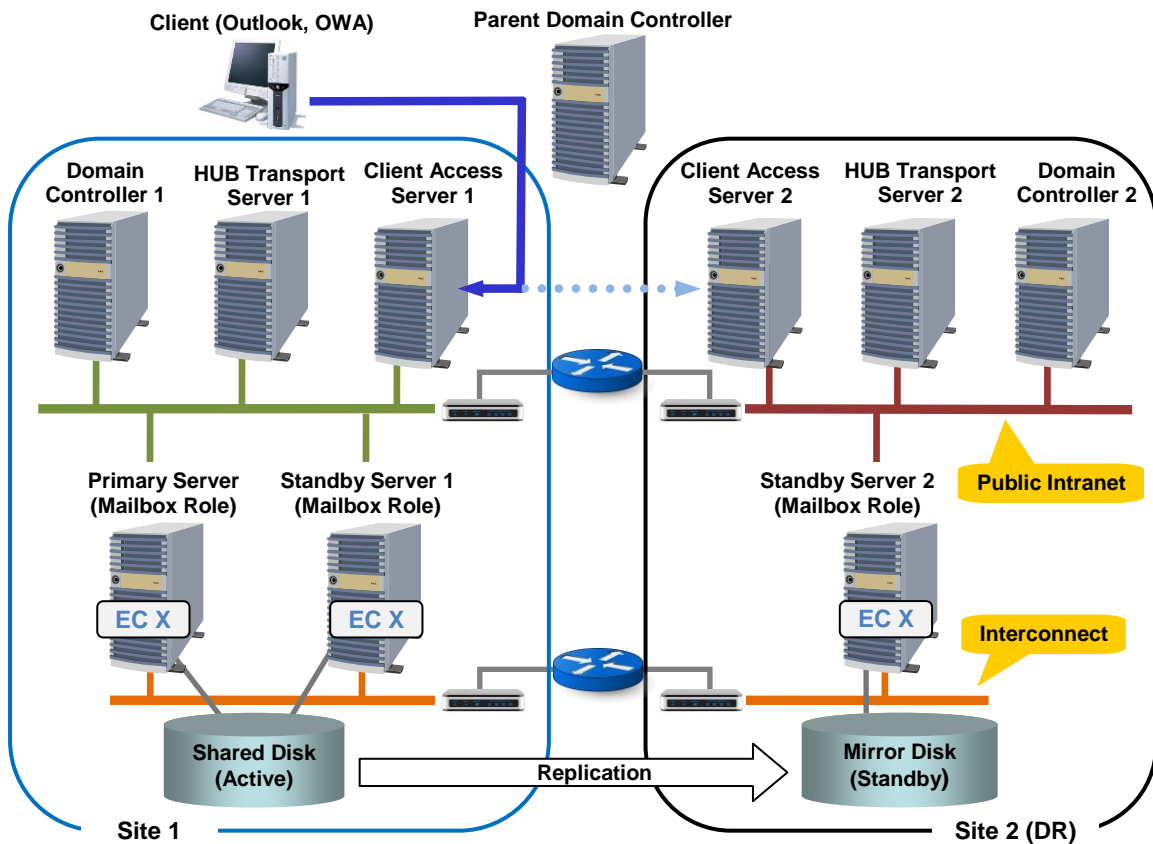 Client (Outlook, OWA)
Parent Domain Controller
Domain
Controller 1
HUB Transport
Server 1
Client Access
Server 1
Client Access
Server 2
HUB Transport
Server 2
Domain
Controller 2
Primary Server
(Mailbox Role)
Standby Server 1
(Mailbox Role)
Standby Server 2
(Mailbox Role)
Public Intranet
EC X
EC X
EC X
Interconnect
Shared Disk
(Active)
Replication
Mirror Disk
(Standby)
Site 1
Site 2 (DR)